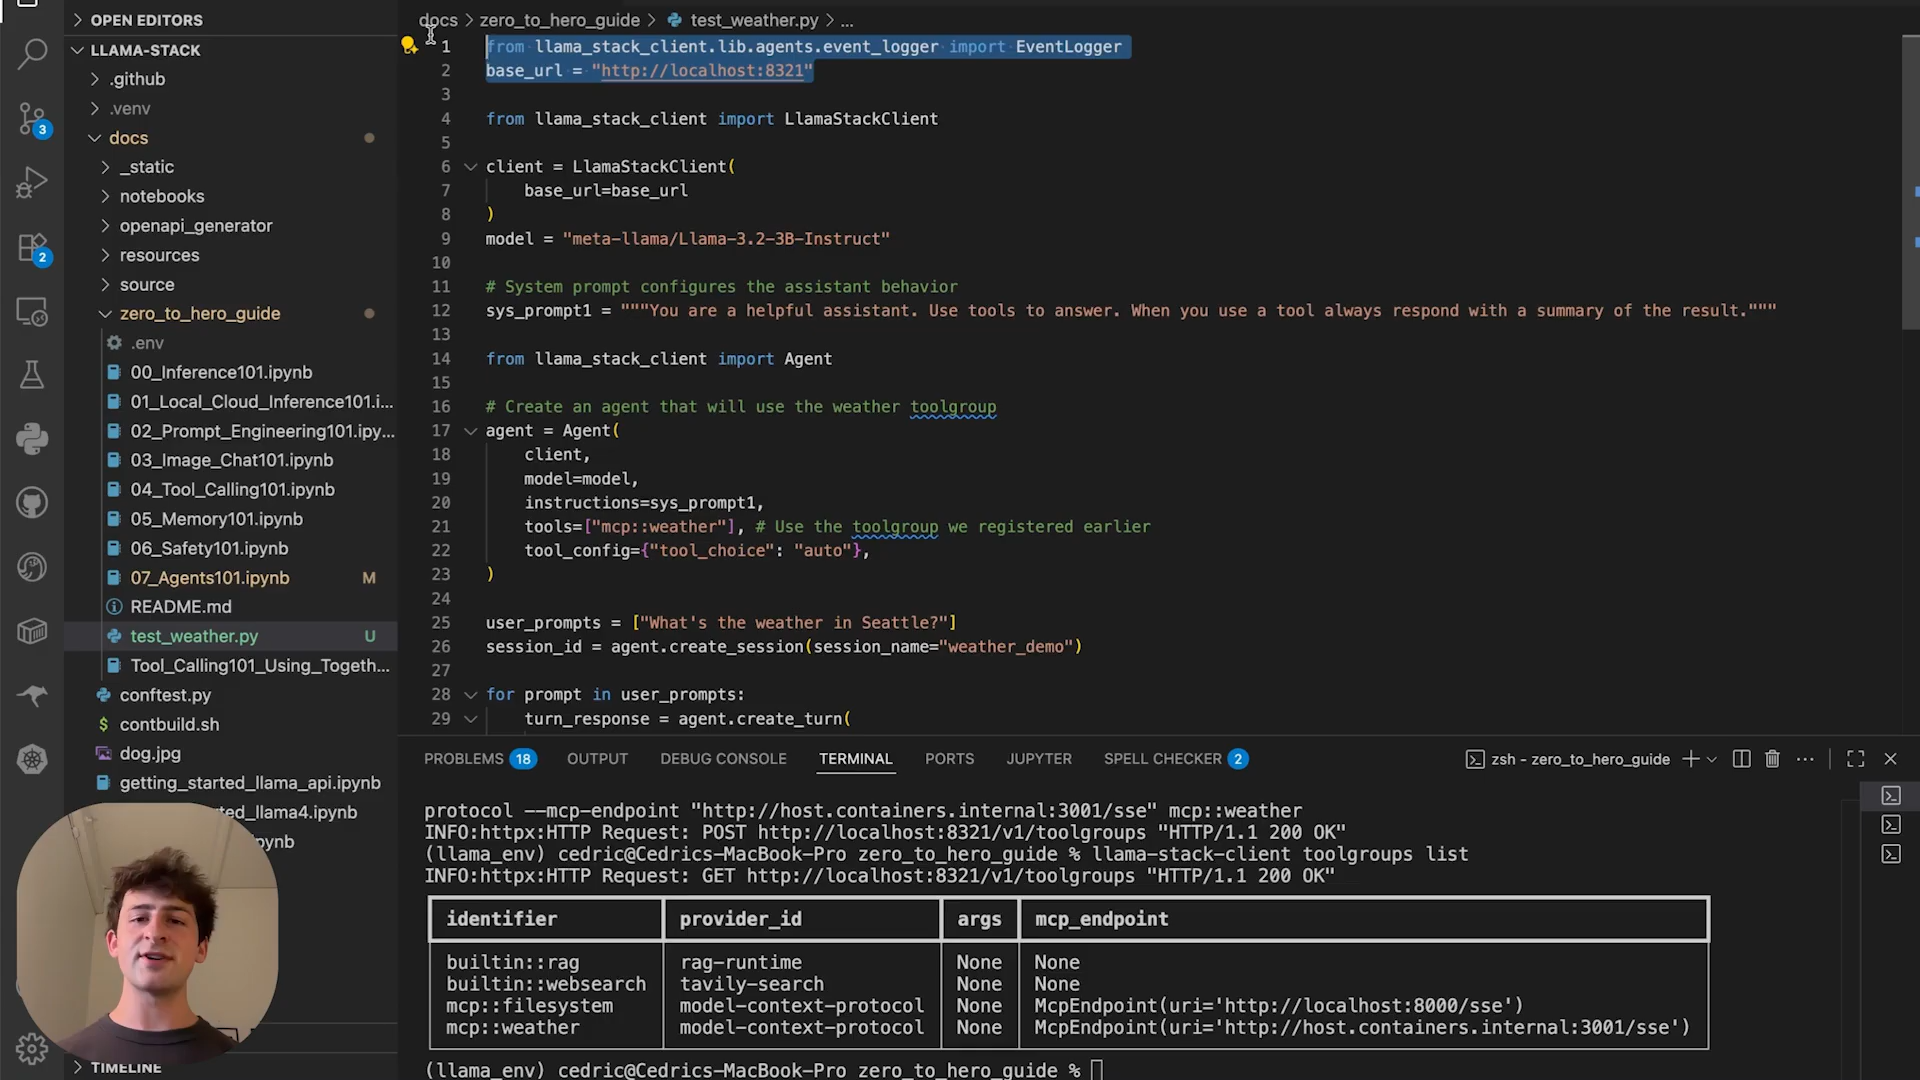 OPEN EDITORS
LLAMA-STACK
.github
.venv
docs
_static
notebooks
openapi_generator
resources
source
zero_to_hero_guide
.env
00_Inference101.ipynb
01_Local_Cloud_Inference101.i...
02_Prompt_Engineering101.ipy...
03_Image_Chat101.ipynb
04_Tool_Calling101.ipynb
05_Memory101.ipynb
06_Safety101.ipynb
07_Agents101.ipynb M
README.md
test_weather.py U
Tool_Calling101_Using_Togeth...
conftest.py
$ contbuild.sh
dog.jpg
getting_started_llama_api.ipynb
ed_llama4.ipynb
pynb
TIMELINE
3
2
docs > zero_to_hero_guide > test_weather.py > ...
1 from llama_stack_client.lib.agents.event_logger import EventLogger
2 base_url = "http://localhost:8321"
3
4 from llama_stack_client import LlamaStackClient
5
6 client = LlamaStackClient(
7 base_url=base_url
8 )
9 model = "meta-llama/Llama-3.2-3B-Instruct"
10
11 # System prompt configures the assistant behavior
12 sys_prompt1 = """You are a helpful assistant. Use tools to answer. When you use a tool always respond with a summary of the result."""
13
14 from llama_stack_client import Agent
15
16 # Create an agent that will use the weather toolgroup
17 agent = Agent(
18 client,
19 model=model,
20 instructions=sys_prompt1,
21 tools=["mcp::weather"], # Use the toolgroup we registered earlier
22 tool_config={"tool_choice": "auto"},
23 )
24
25 user_prompts = ["What's the weather in Seattle?"]
26 session_id = agent.create_session(session_name="weather_demo")
27
28 for prompt in user_prompts:
29 turn_response = agent.create_turn(
PROBLEMS 18 OUTPUT DEBUG CONSOLE TERMINAL PORTS JUPYTER SPELL CHECKER 2 zsh - zero_to_hero_guide
protocol --mcp-endpoint "http://host.containers.internal:3001/sse" mcp::weather
INFO:httpx:HTTP Request: POST http://localhost:8321/v1/toolgroups "HTTP/1.1 200 OK"
(llama_env) cedric@Cedrics-MacBook-Pro zero_to_hero_guide % llama-stack-client toolgroups list
INFO:httpx:HTTP Request: GET http://localhost:8321/v1/toolgroups "HTTP/1.1 200 OK"
identifier provider_id args mcp_endpoint
builtin::rag rag-runtime None None
builtin::websearch tavily-search None None
mcp::filesystem model-context-protocol None McpEndpoint(uri='http://localhost:8000/sse')
mcp::weather model-context-protocol None McpEndpoint(uri='http://host.containers.internal:3001/sse')
(llama_env) cedric@Cedrics-MacBook-Pro zero_to_hero_guide %